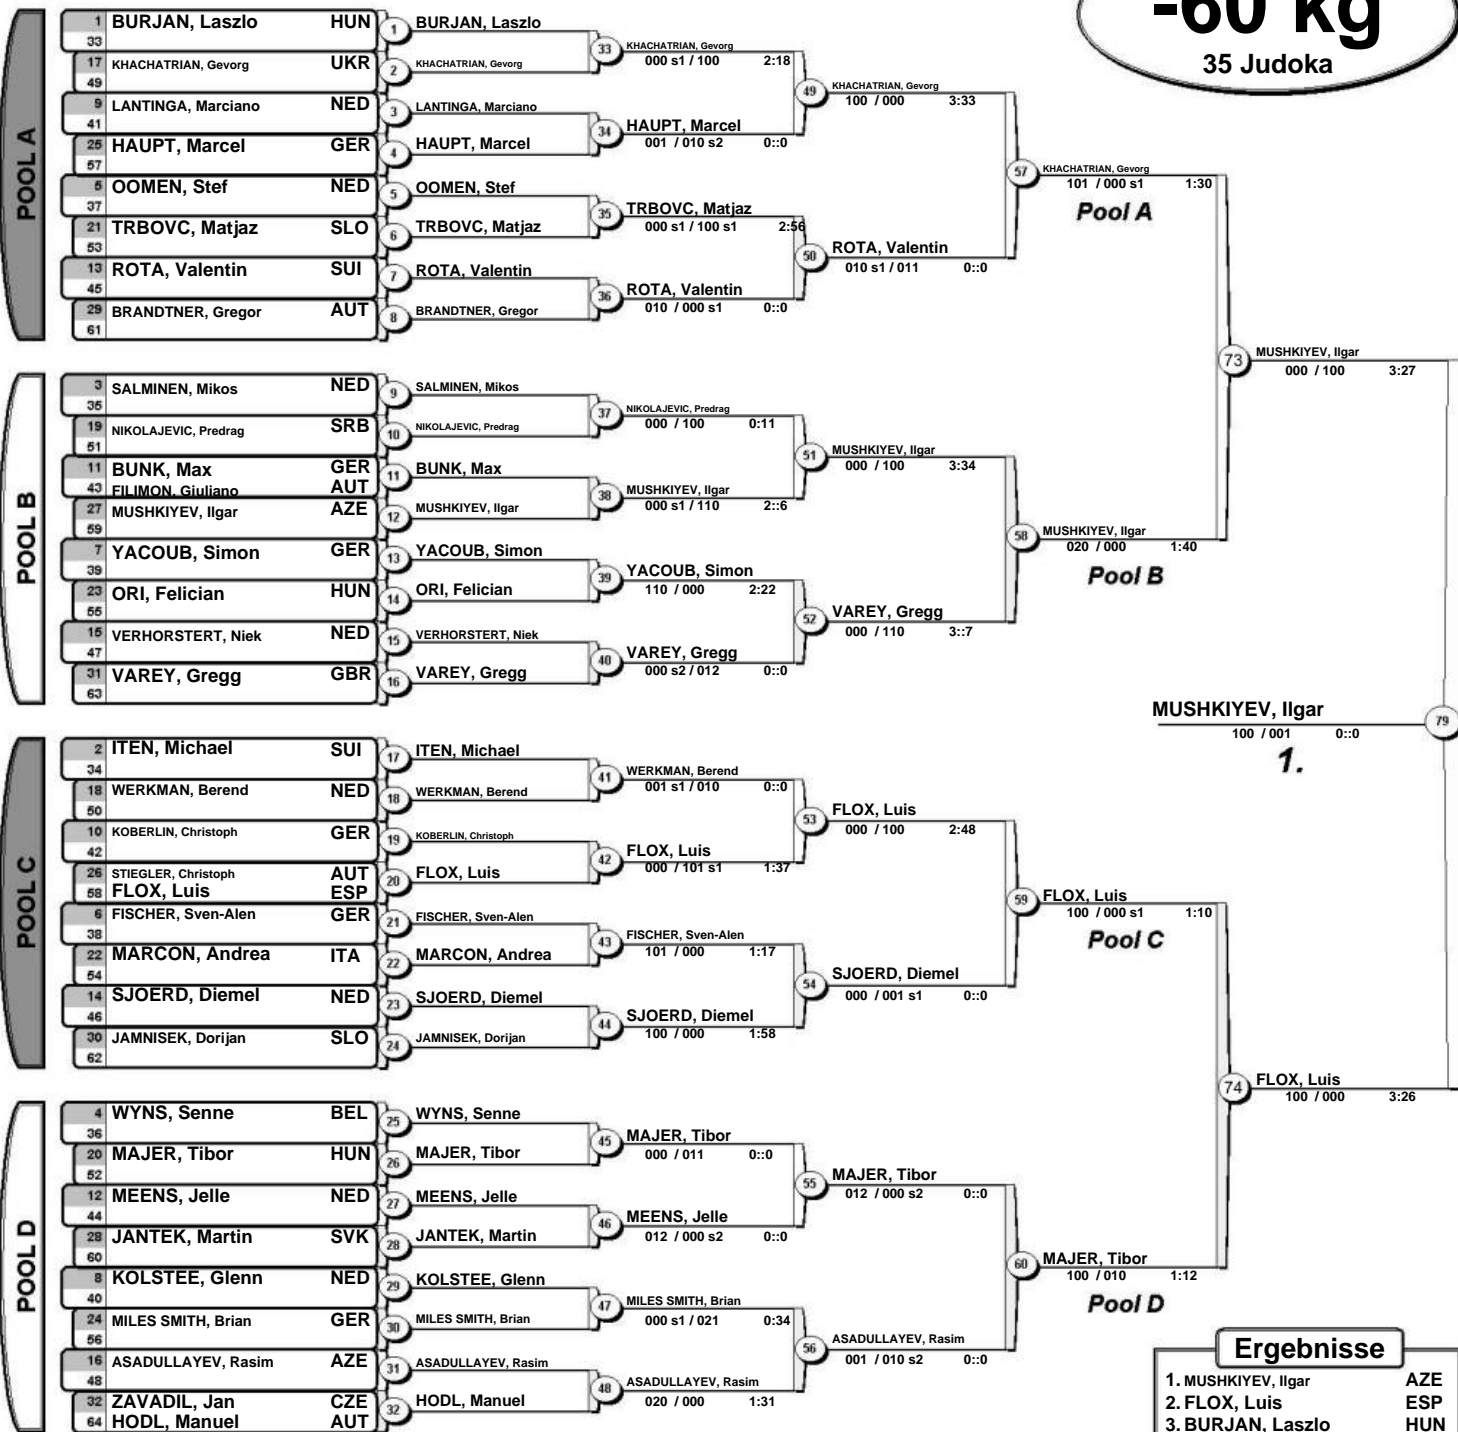 -60 kg
35 Judoka
POOL A
1 BURJAN, Laszlo HUN
33
17 KHACHATRIAN, Gevorg UKR
49
9 LANTINGA, Marciano NED
41
25 HAUPT, Marcel GER
57
5 OOMEN, Stef NED
37
21 TRBOVC, Matjaz SLO
53
13 ROTA, Valentin SUI
45
29 BRANDTNER, Gregor AUT
61
1 BURJAN, Laszlo
2 KHACHATRIAN, Gevorg
3 LANTINGA, Marciano
4 HAUPT, Marcel
5 OOMEN, Stef
6 TRBOVC, Matjaz
7 ROTA, Valentin
8 BRANDTNER, Gregor
33 KHACHATRIAN, Gevorg
000 s1 / 100 2:18
34 HAUPT, Marcel
001 / 010 s2 0::0
35 TRBOVC, Matjaz
000 s1 / 100 s1 2:56
36 ROTA, Valentin
010 / 000 s1 0::0
49 KHACHATRIAN, Gevorg
100 / 000 3:33
50 ROTA, Valentin
010 s1 / 011 0::0
57 KHACHATRIAN, Gevorg
101 / 000 s1 1:30
Pool A
POOL B
3 SALMINEN, Mikos NED
35
19 NIKOLAJEVIC, Predrag SRB
51
11 BUNK, Max GER
43 FILIMON, Giuliano AUT
27 MUSHKIYEV, Ilgar AZE
59
7 YACOUB, Simon GER
39
23 ORI, Felician HUN
55
15 VERHORSTERT, Niek NED
47
31 VAREY, Gregg GBR
63
9 SALMINEN, Mikos
10 NIKOLAJEVIC, Predrag
11 BUNK, Max
12 MUSHKIYEV, Ilgar
13 YACOUB, Simon
14 ORI, Felician
15 VERHORSTERT, Niek
16 VAREY, Gregg
37 NIKOLAJEVIC, Predrag
000 / 100 0:11
38 MUSHKIYEV, Ilgar
000 s1 / 110 2::6
39 YACOUB, Simon
110 / 000 2:22
40 VAREY, Gregg
000 s2 / 012 0::0
51 MUSHKIYEV, Ilgar
000 / 100 3:34
52 VAREY, Gregg
000 / 110 3::7
58 MUSHKIYEV, Ilgar
020 / 000 1:40
Pool B
73 MUSHKIYEV, Ilgar
000 / 100 3:27
MUSHKIYEV, Ilgar 79
100 / 001 0::0
1.
POOL C
2 ITEN, Michael SUI
34
18 WERKMAN, Berend NED
50
10 KOBERLIN, Christoph GER
42
26 STIEGLER, Christoph AUT
58 FLOX, Luis ESP
6 FISCHER, Sven-Alen GER
38
22 MARCON, Andrea ITA
54
14 SJOERD, Diemel NED
46
30 JAMNISEK, Dorijan SLO
62
17 ITEN, Michael
18 WERKMAN, Berend
19 KOBERLIN, Christoph
20 FLOX, Luis
21 FISCHER, Sven-Alen
22 MARCON, Andrea
23 SJOERD, Diemel
24 JAMNISEK, Dorijan
41 WERKMAN, Berend
001 s1 / 010 0::0
42 FLOX, Luis
000 / 101 s1 1:37
43 FISCHER, Sven-Alen
101 / 000 1:17
44 SJOERD, Diemel
100 / 000 1:58
53 FLOX, Luis
000 / 100 2:48
54 SJOERD, Diemel
000 / 001 s1 0::0
59 FLOX, Luis
100 / 000 s1 1:10
Pool C
74 FLOX, Luis
100 / 000 3:26
POOL D
4 WYNS, Senne BEL
36
20 MAJER, Tibor HUN
52
12 MEENS, Jelle NED
44
28 JANTEK, Martin SVK
60
8 KOLSTEE, Glenn NED
40
24 MILES SMITH, Brian GER
56
16 ASADULLAYEV, Rasim AZE
48
32 ZAVADIL, Jan CZE
64 HODL, Manuel AUT
25 WYNS, Senne
26 MAJER, Tibor
27 MEENS, Jelle
28 JANTEK, Martin
29 KOLSTEE, Glenn
30 MILES SMITH, Brian
31 ASADULLAYEV, Rasim
32 HODL, Manuel
45 MAJER, Tibor
000 / 011 0::0
46 MEENS, Jelle
012 / 000 s2 0::0
47 MILES SMITH, Brian
000 s1 / 021 0:34
48 ASADULLAYEV, Rasim
020 / 000 1:31
55 MAJER, Tibor
012 / 000 s2 0::0
56 ASADULLAYEV, Rasim
001 / 010 s2 0::0
60 MAJER, Tibor
100 / 010 1:12
Pool D
Ergebnisse
1. MUSHKIYEV, Ilgar AZE
2. FLOX, Luis ESP
3. BURJAN, Laszlo HUN